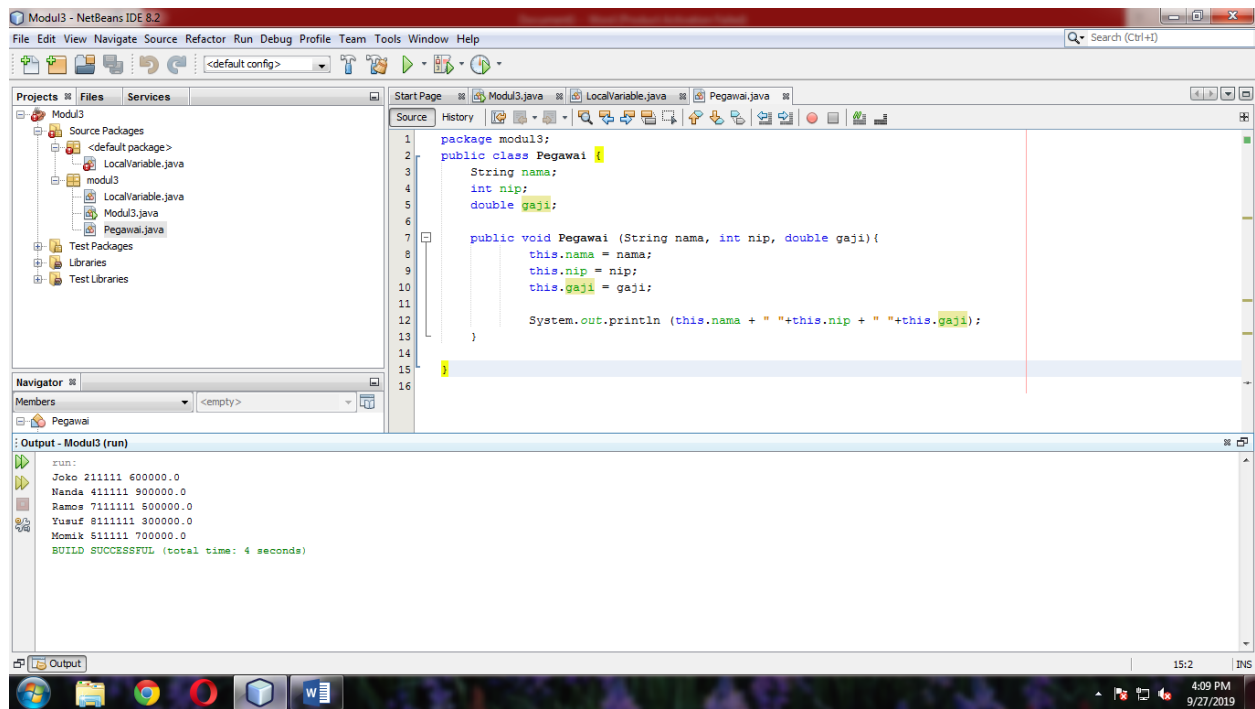 Modul3 - NetBeans IDE 8.2
File Edit View Navigate Source Refactor Run Debug Profile Team Tools Window Help
Search (Ctrl+I)
<default config>
Projects Files Services
Modul3
Source Packages
<default package>
LocalVariable.java
modul3
LocalVariable.java
Modul3.java
Pegawai.java
Test Packages
Libraries
Test Libraries
Navigator
Members <empty>
Pegawai
Start Page Modul3.java LocalVariable.java Pegawai.java
Source History
1 package modul3;
2 public class Pegawai {
3 String nama;
4 int nip;
5 double gaji;
6
7 public void Pegawai (String nama, int nip, double gaji){
8 this.nama = nama;
9 this.nip = nip;
10 this.gaji = gaji;
11
12 System.out.println (this.nama + " "+this.nip + " "+this.gaji);
13 }
14
15 }
16
Output - Modul3 (run)
run:
Joko 211111 600000.0
Nanda 411111 900000.0
Ramos 7111111 500000.0
Yusuf 8111111 300000.0
Momik 511111 700000.0
BUILD SUCCESSFUL (total time: 4 seconds)
Output
15:2 INS
4:09 PM
9/27/2019